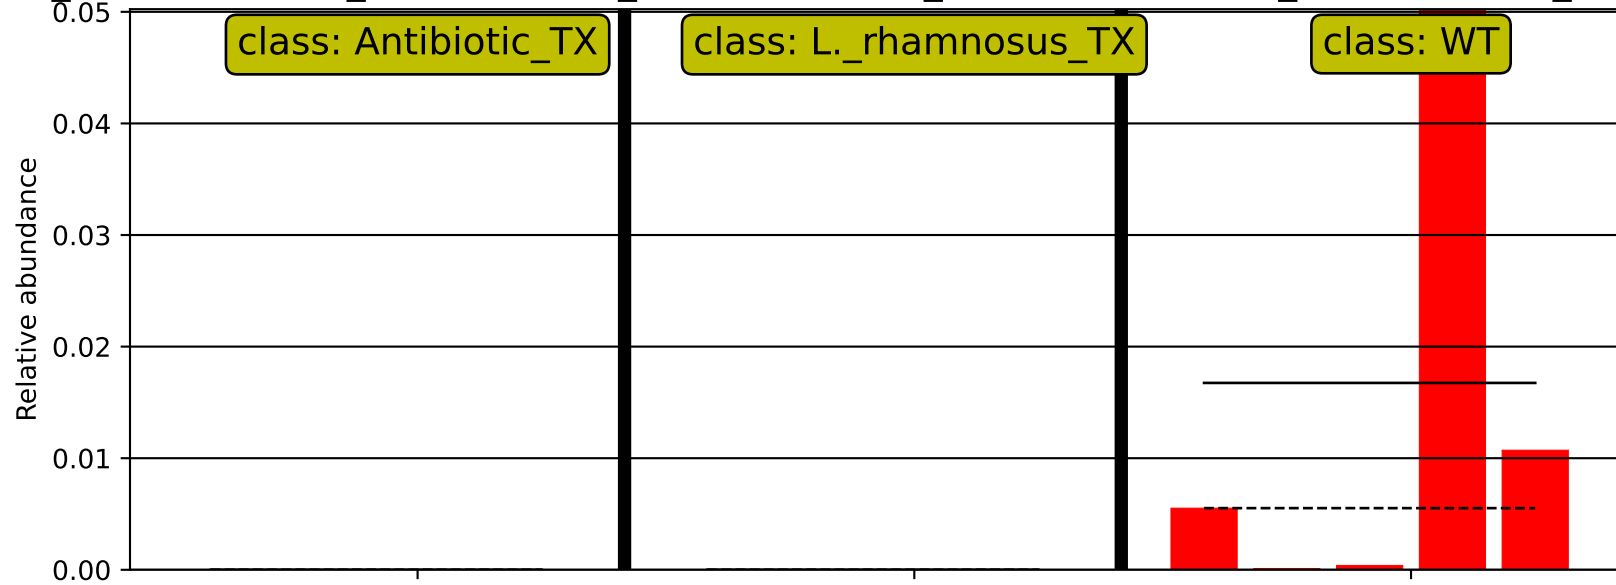 0.05
class: Antibiotic_TX
class: L._rhamnosus_TX
class: WT
0.04
0.03
0.02
0.01
0.00
Relative abundance